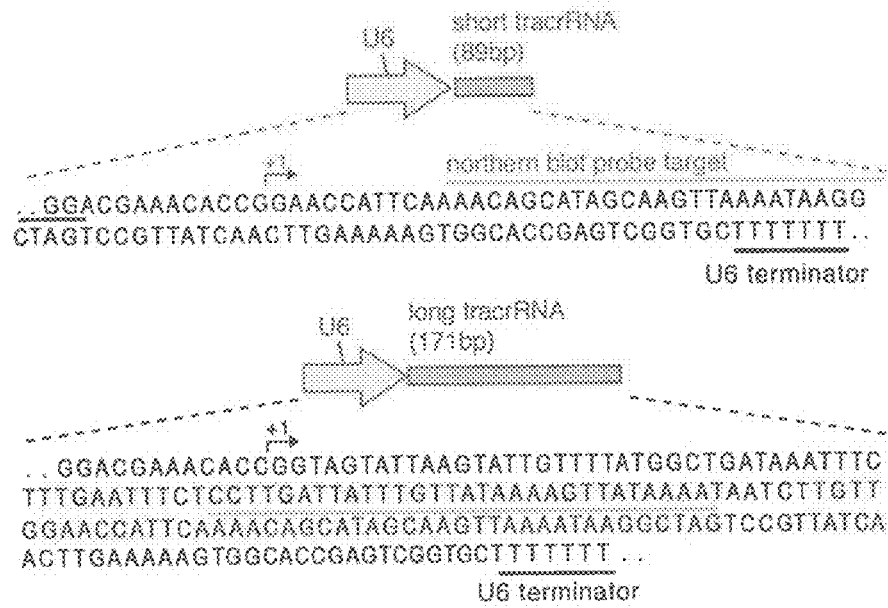 U6
short tracrRNA
(89bp)
+1
northern blot probe target
..GGACGAAACACCGGAACCATTCAAAACAGCATAGCAAGTTAAAATAAGG
CTAGTCCGTTATCAACTTGAAAAAGTGGCACCGAGTCGGTGCTTTTTTT..
U6 terminator
U6
long tracrRNA
(171bp)
+1
..GGACGAAACACCGGTAGTATTAAGTATTGTTTTATGGCTGATAAATTTC
TTTGAATTTCTCCTTGATTATTTGTTATAAAAGTTATAAAATAATCTTGTT
GGAACCATTCAAAACAGCATAGCAAGTTAAAATAAGGCTAGTCCGTTATCA
ACTTGAAAAAGTGGCACCGAGTCGGTGCTTTTTTT..
U6 terminator